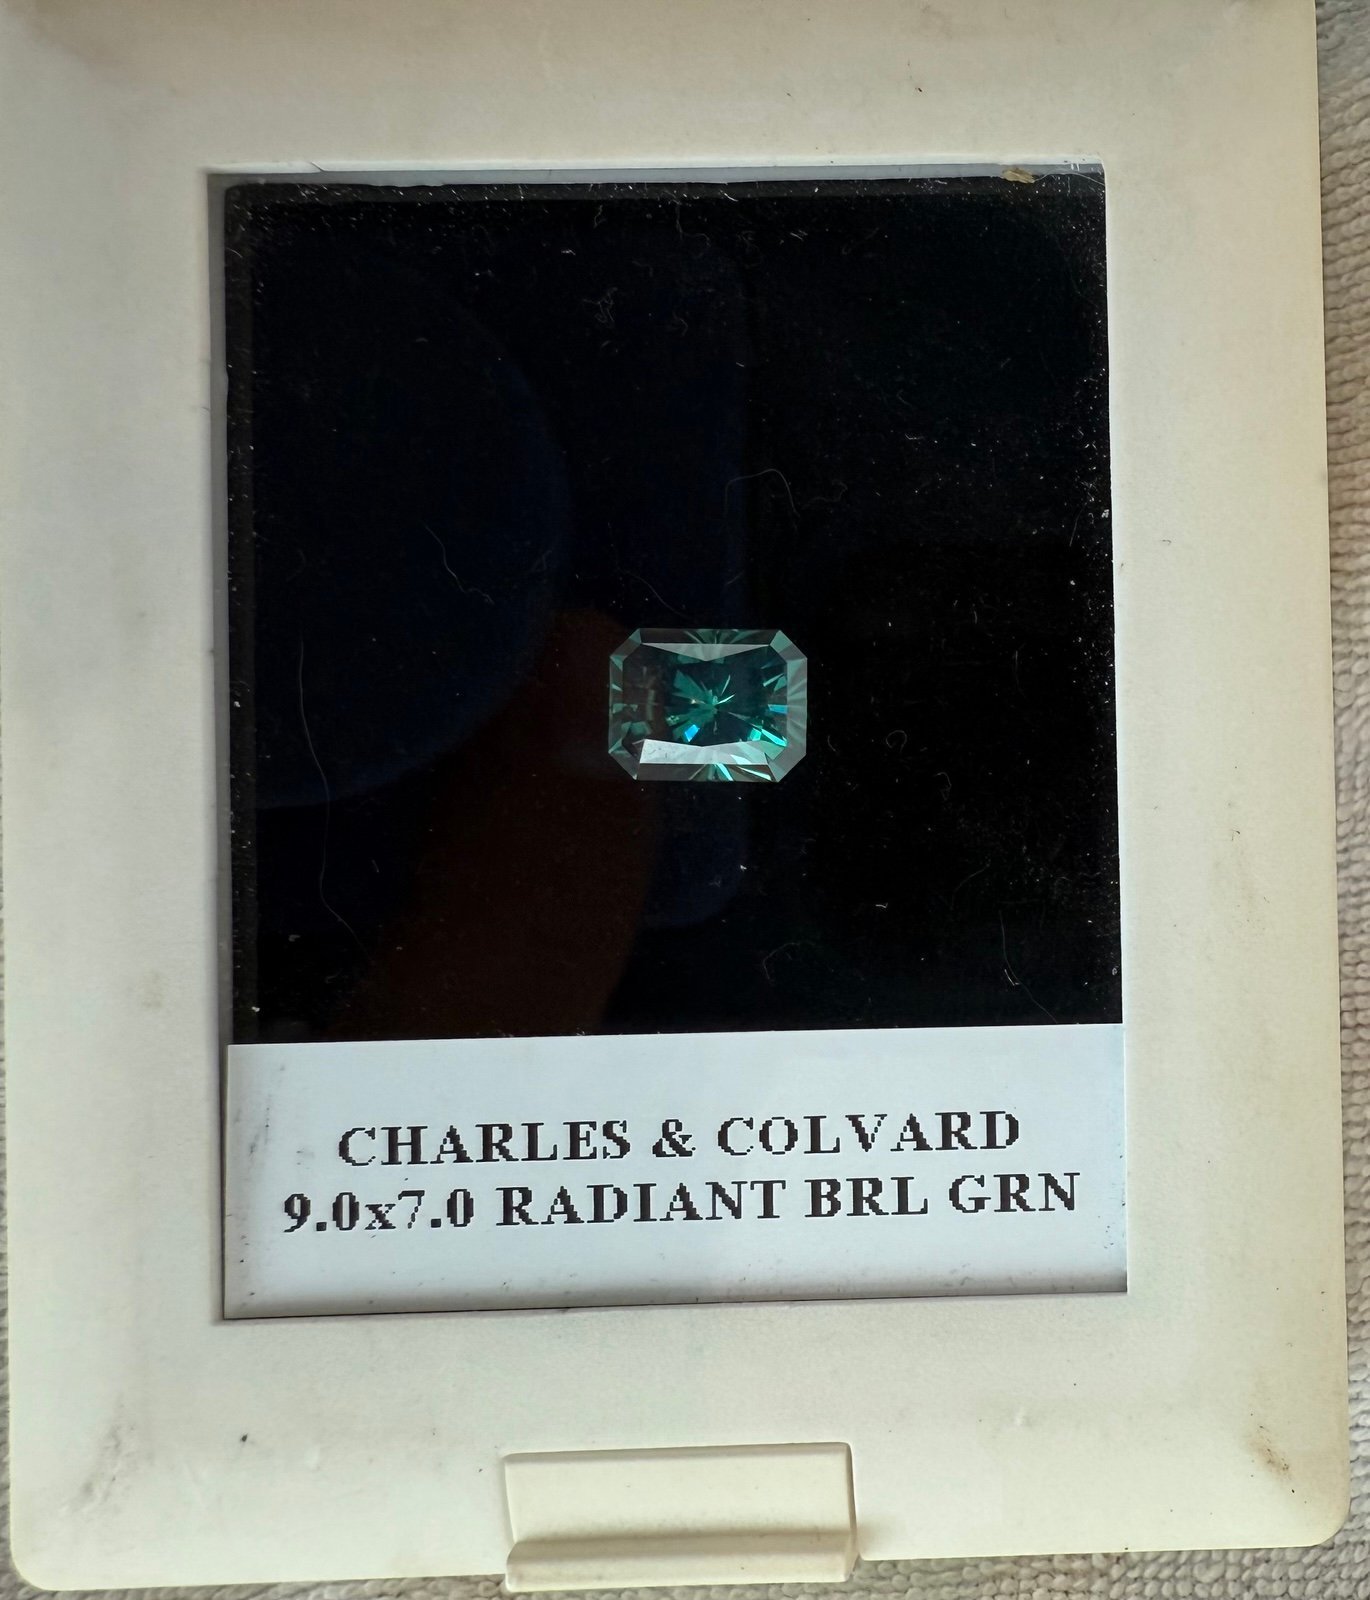 CHARLES & COLVARD
9.0x7.0 RADIANT BRL GRN